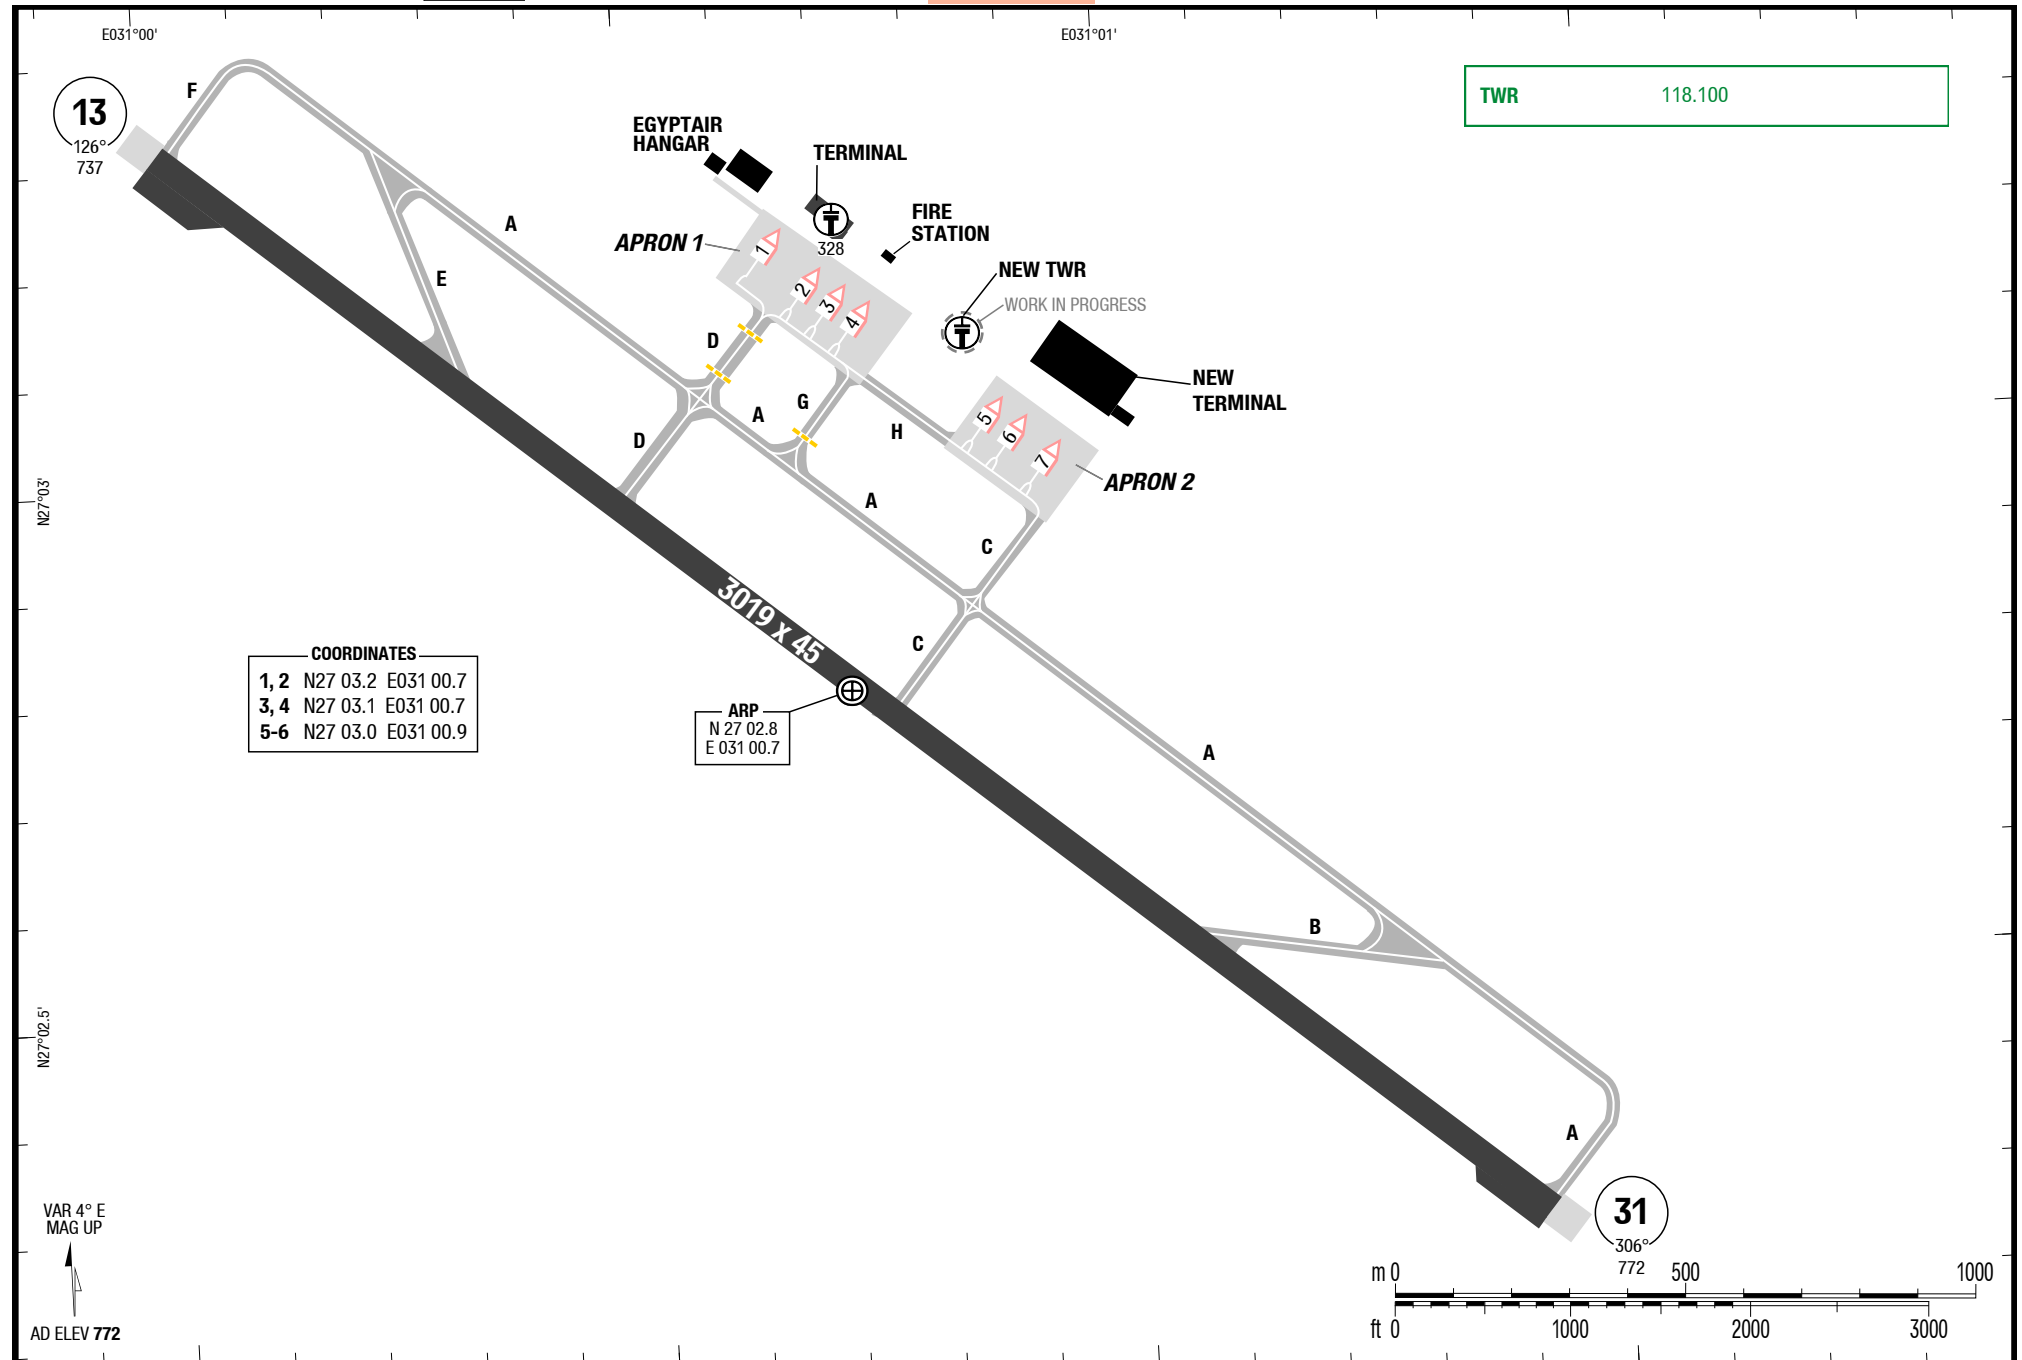 E031°00'
E031°01'
TWR 118.100
F
13
126°
737
EGYPTAIR
HANGAR
TERMINAL
FIRE
STATION
A
APRON 1
328
1
2
3
4
E
NEW TWR
WORK IN PROGRESS
D
NEW
TERMINAL
G
A
H
D
5
6
7
APRON 2
A
N27°03'
C
3019 x 45
C
COORDINATES
1, 2 N27 03.2 E031 00.7
3, 4 N27 03.1 E031 00.7
5-6 N27 03.0 E031 00.9
ARP
N 27 02.8
E 031 00.7
A
B
N27°02.5'
A
31
306°
772
VAR 4° E
MAG UP
AD ELEV 772
m 0 500 1000
ft 0 1000 2000 3000